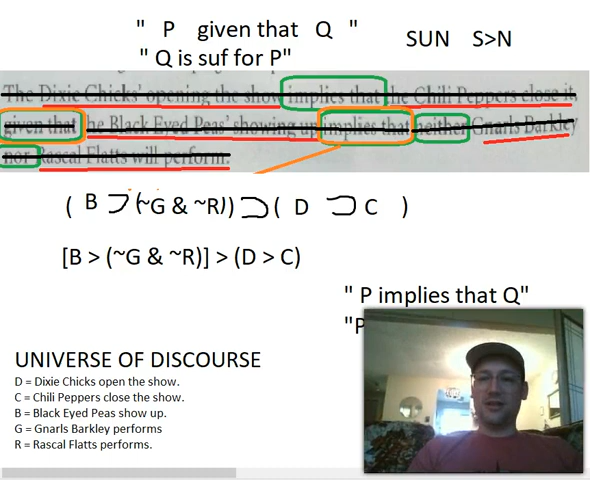 " P given that Q "
" Q is suf for P"
SUN S>N
The Dixie Chicks' opening the show implies that the Chili Peppers close it,
given that the Black Eyed Peas' showing up implies that neither Gnarls Barkley
nor Rascal Flatts will perform.
( B ⊃ (~G & ~R)) ⊃ ( D ⊃ C )
[B > (~G & ~R)] > (D > C)
" P implies that Q"
"P
UNIVERSE OF DISCOURSE
D = Dixie Chicks open the show.
C = Chili Peppers close the show.
B = Black Eyed Peas show up.
G = Gnarls Barkley performs
R = Rascal Flatts performs.